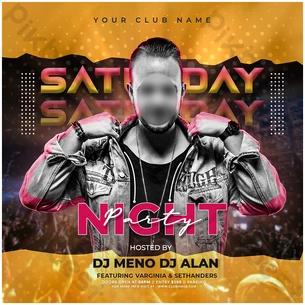 YOUR CLUB NAME
SATURDAY
SATURDAY
NIGHT
Party
HOSTED BY
DJ MENO DJ ALAN
FEATURING VARGINIA & SETHANDERS